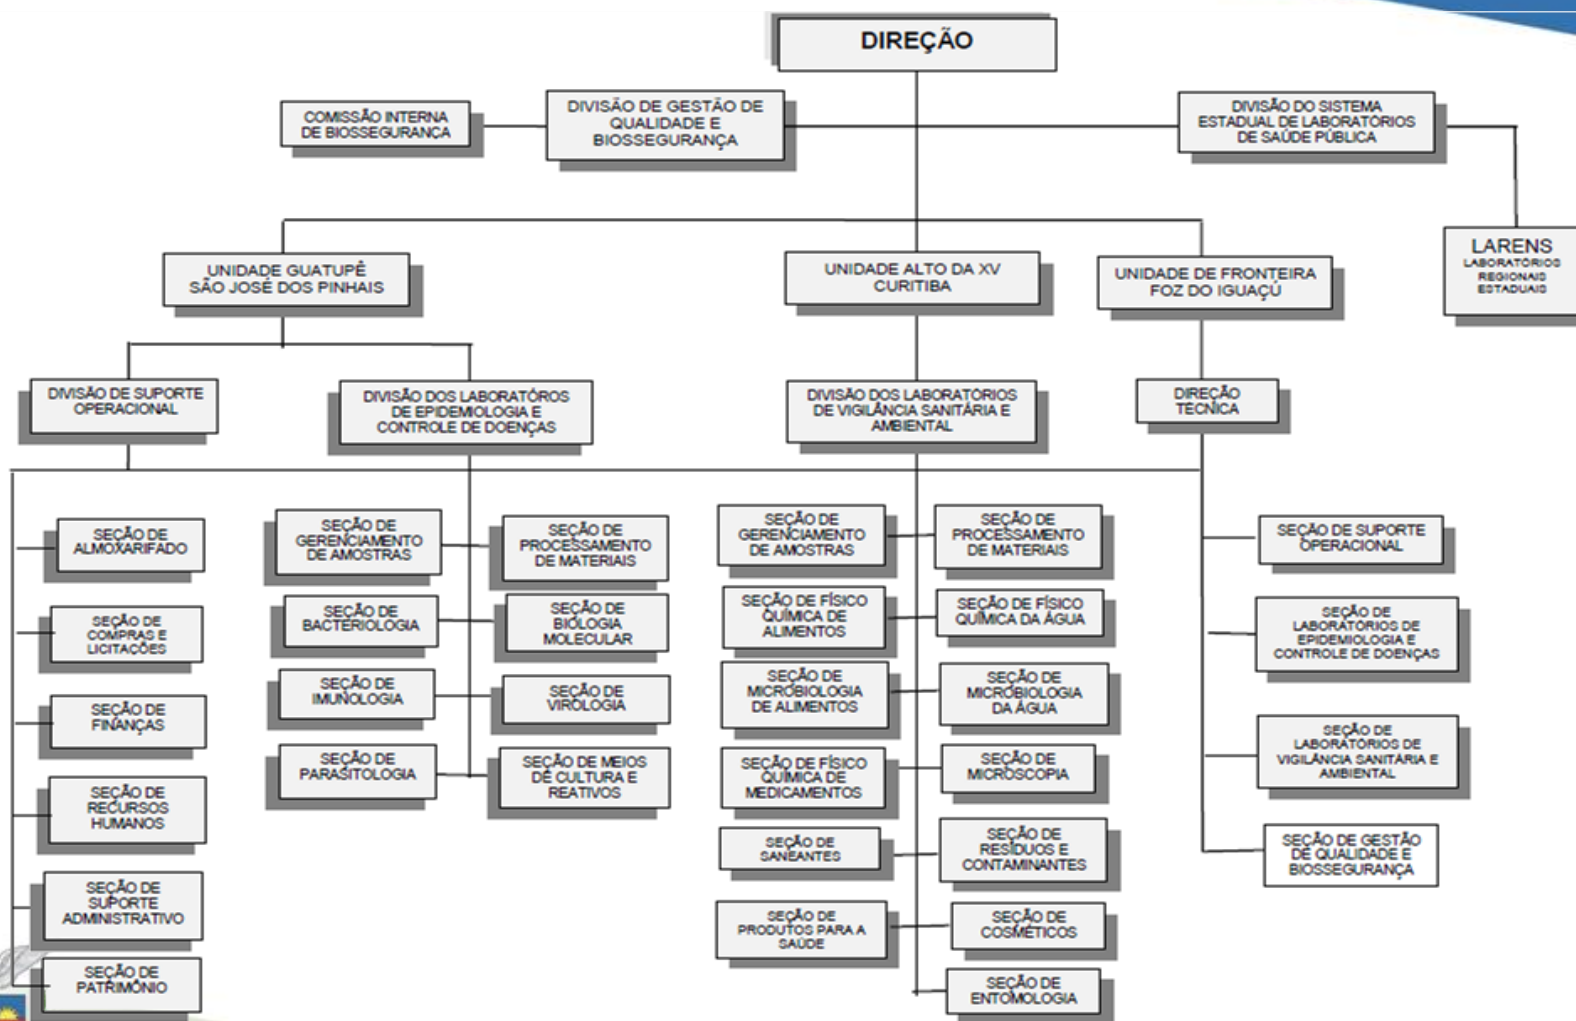 DIREÇÃO
COMISSÃO INTERNA
DE BIOSSEGURANÇA
DIVISÃO DE GESTÃO DE
QUALIDADE E
BIOSSEGURANÇA
DIVISÃO DO SISTEMA
ESTADUAL DE LABORATÓRIOS
DE SAÚDE PÚBLICA
LARENS
LABORATÓRIOS
REGIONAIS
ESTADUAIS
UNIDADE GUATUPÊ
SÃO JOSÉ DOS PINHAIS
UNIDADE ALTO DA XV
CURITIBA
UNIDADE DE FRONTEIRA
FOZ DO IGUAÇÚ
DIVISÃO DE SUPORTE
OPERACIONAL
DIVISÃO DOS LABORATÓROS
DE EPIDEMIOLOGIA E
CONTROLE DE DOENÇAS
DIVISÃO DOS LABORATÓRIOS
DE VIGILÂNCIA SANITÁRIA E
AMBIENTAL
DIREÇÃO
TÉCNICA
SEÇÃO DE
ALMOXARIFADO
SEÇÃO DE
COMPRAS E
LICITAÇÕES
SEÇÃO DE
FINANÇAS
SEÇÃO DE
RECURSOS
HUMANOS
SEÇÃO DE
SUPORTE
ADMINISTRATIVO
SEÇÃO DE
PATRIMÔNIO
SEÇÃO DE
GERENCIAMENTO
DE AMOSTRAS
SEÇÃO DE
PROCESSAMENTO
DE MATERIAIS
SEÇÃO DE
BACTERIOLOGIA
SEÇÃO DE
BIOLOGIA
MOLECULAR
SEÇÃO DE
IMUNOLOGIA
SEÇÃO DE
VIROLOGIA
SEÇÃO DE
PARASITOLOGIA
SEÇÃO DE MEIOS
DE CULTURA E
REATIVOS
SEÇÃO DE
GERENCIAMENTO
DE AMOSTRAS
SEÇÃO DE
PROCESSAMENTO
DE MATERIAIS
SEÇÃO DE FÍSICO
QUÍMICA DE
ALIMENTOS
SEÇÃO DE FÍSICO
QUÍMICA DA ÁGUA
SEÇÃO DE
MICROBIOLOGIA
DE ALIMENTOS
SEÇÃO DE
MICROBIOLOGIA
DA ÁGUA
SEÇÃO DE FÍSICO
QUÍMICA DE
MEDICAMENTOS
SEÇÃO DE
MICROSCOPIA
SEÇÃO DE
SANEANTES
SEÇÃO DE
RESÍDUOS E
CONTAMINANTES
SEÇÃO DE
PRODUTOS PARA A
SAÚDE
SEÇÃO DE
COSMÉTICOS
SEÇÃO DE
ENTOMOLOGIA
SEÇÃO DE SUPORTE
OPERACIONAL
SEÇÃO DE
LABORATÓRIOS DE
EPIDEMIOLOGIA E
CONTROLE DE DOENÇAS
SEÇÃO DE
LABORATÓRIOS DE
VIGILÂNCIA SANITÁRIA E
AMBIENTAL
SEÇÃO DE GESTÃO
DE QUALIDADE E
BIOSSEGURANÇA